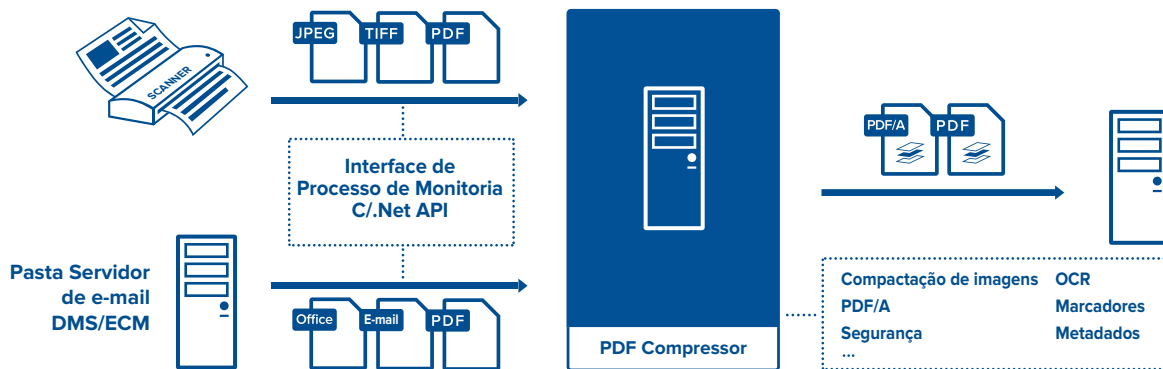 JPEG
TIFF
PDF
SCANNER
Interface de
Processo de Monitoria
C/.Net API
Pasta Servidor
de e-mail
DMS/ECM
Office
E-mail
PDF
PDF Compressor
PDF/A
PDF
Compactação de imagens
OCR
PDF/A
Marcadores
Segurança
Metadados
...